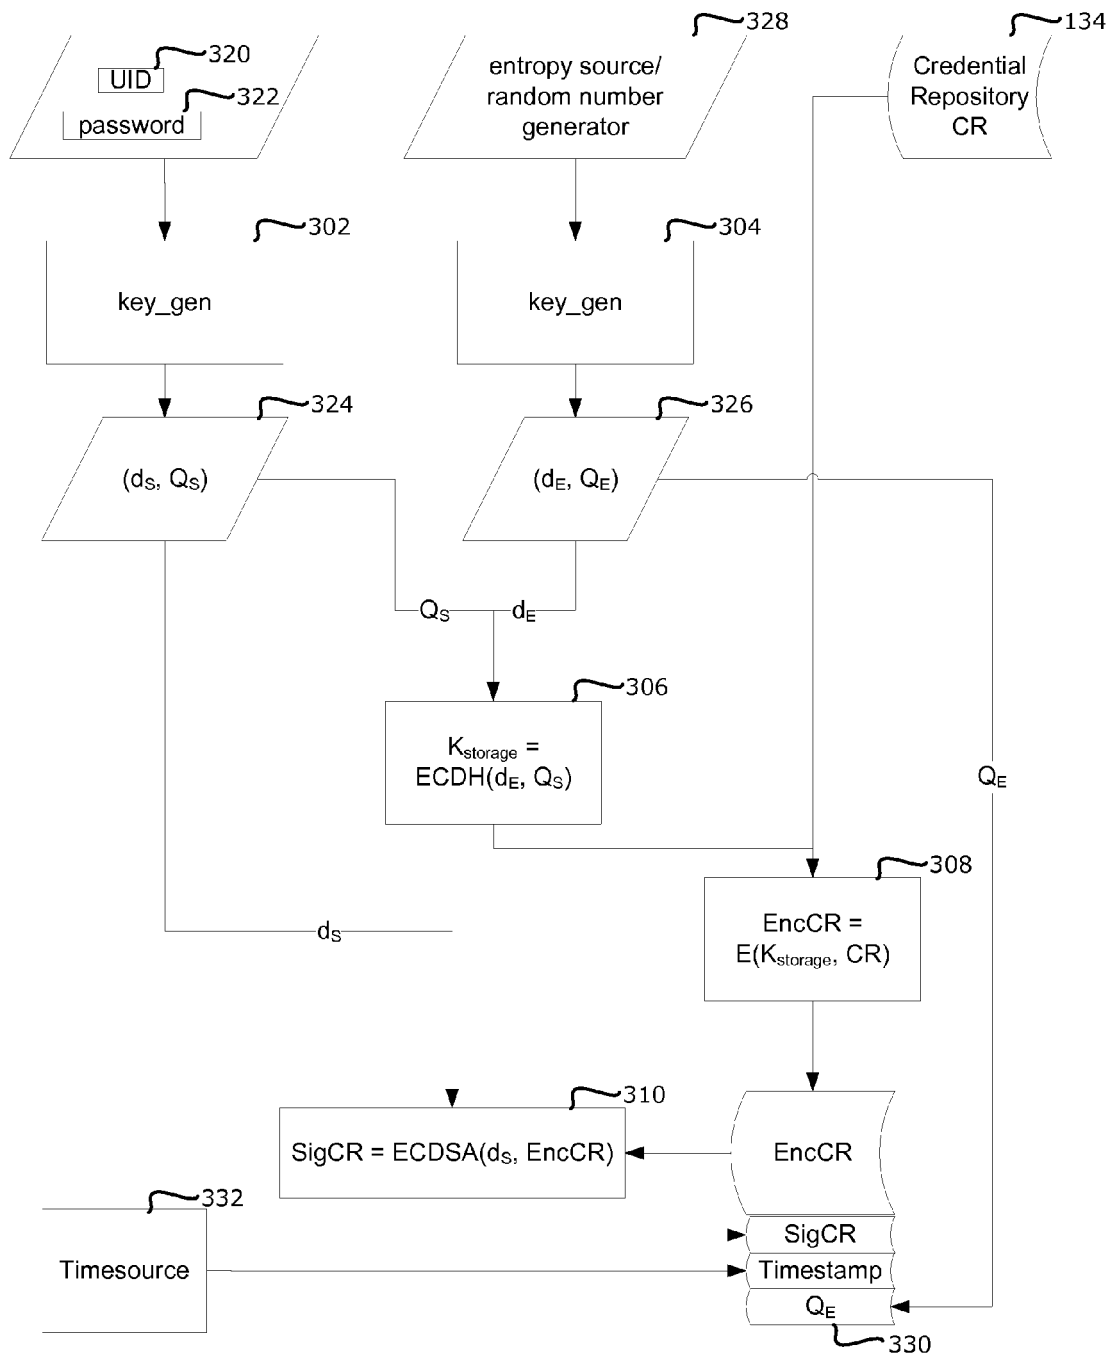 320
UID
322
password
328
entropy source/
random number
generator
134
Credential
Repository
CR
302
key_gen
304
key_gen
324
(dS, QS)
326
(dE, QE)
QS
dE
306
Kstorage =
ECDH(dE, QS)
QE
308
EncCR =
E(Kstorage, CR)
dS
310
SigCR = ECDSA(dS, EncCR)
EncCR
332
Timesource
SigCR
Timestamp
QE
330